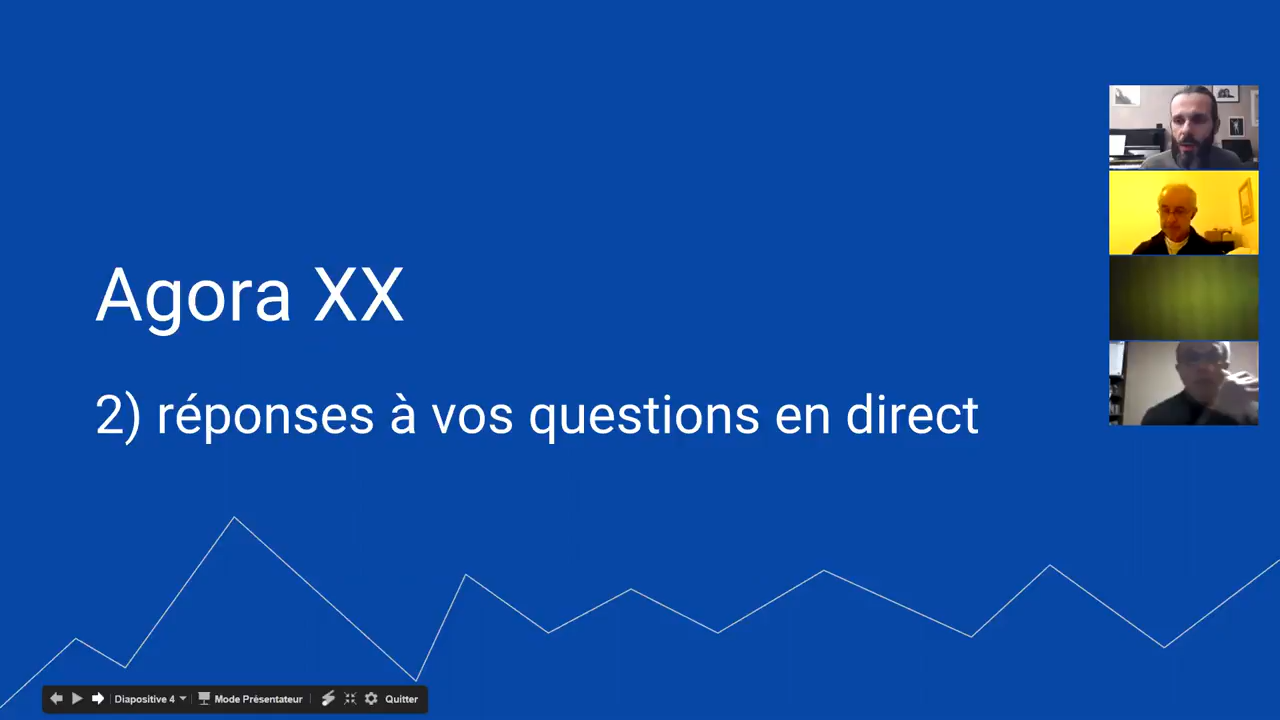 Agora XX
2) réponses à vos questions en direct
Diapositive 4
Mode Présentateur
Quitter